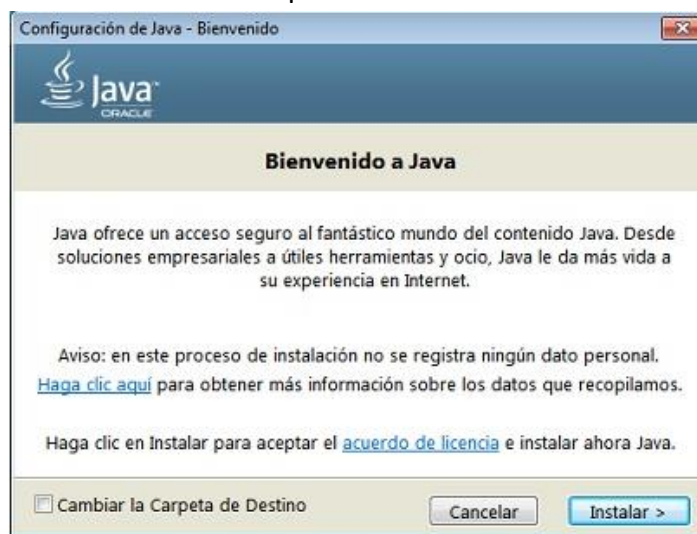 Configuración de Java - Bienvenido
Java™
ORACLE
Bienvenido a Java
Java ofrece un acceso seguro al fantástico mundo del contenido Java. Desde
soluciones empresariales a útiles herramientas y ocio, Java le da más vida a
su experiencia en Internet.
Aviso: en este proceso de instalación no se registra ningún dato personal.
Haga clic aquí para obtener más información sobre los datos que recopilamos.
Haga clic en Instalar para aceptar el acuerdo de licencia e instalar ahora Java.
Cambiar la Carpeta de Destino
Cancelar
Instalar >